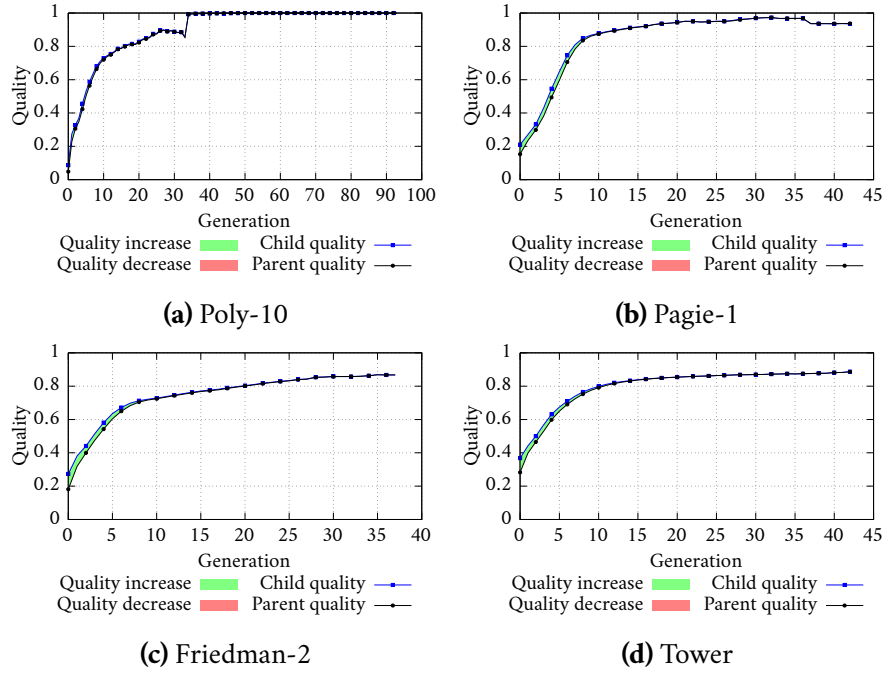 1
0.8
0.6
0.4
0.2
0
Quality
0 10 20 30 40 50 60 70 80 90 100
Generation
Quality increase Child quality
Quality decrease Parent quality
(a) Poly-10
1
0.8
0.6
0.4
0.2
0
Quality
0 5 10 15 20 25 30 35 40 45
Generation
Quality increase Child quality
Quality decrease Parent quality
(b) Pagie-1
1
0.8
0.6
0.4
0.2
0
Quality
0 5 10 15 20 25 30 35 40
Generation
Quality increase Child quality
Quality decrease Parent quality
(c) Friedman-2
1
0.8
0.6
0.4
0.2
0
Quality
0 5 10 15 20 25 30 35 40 45
Generation
Quality increase Child quality
Quality decrease Parent quality
(d) Tower